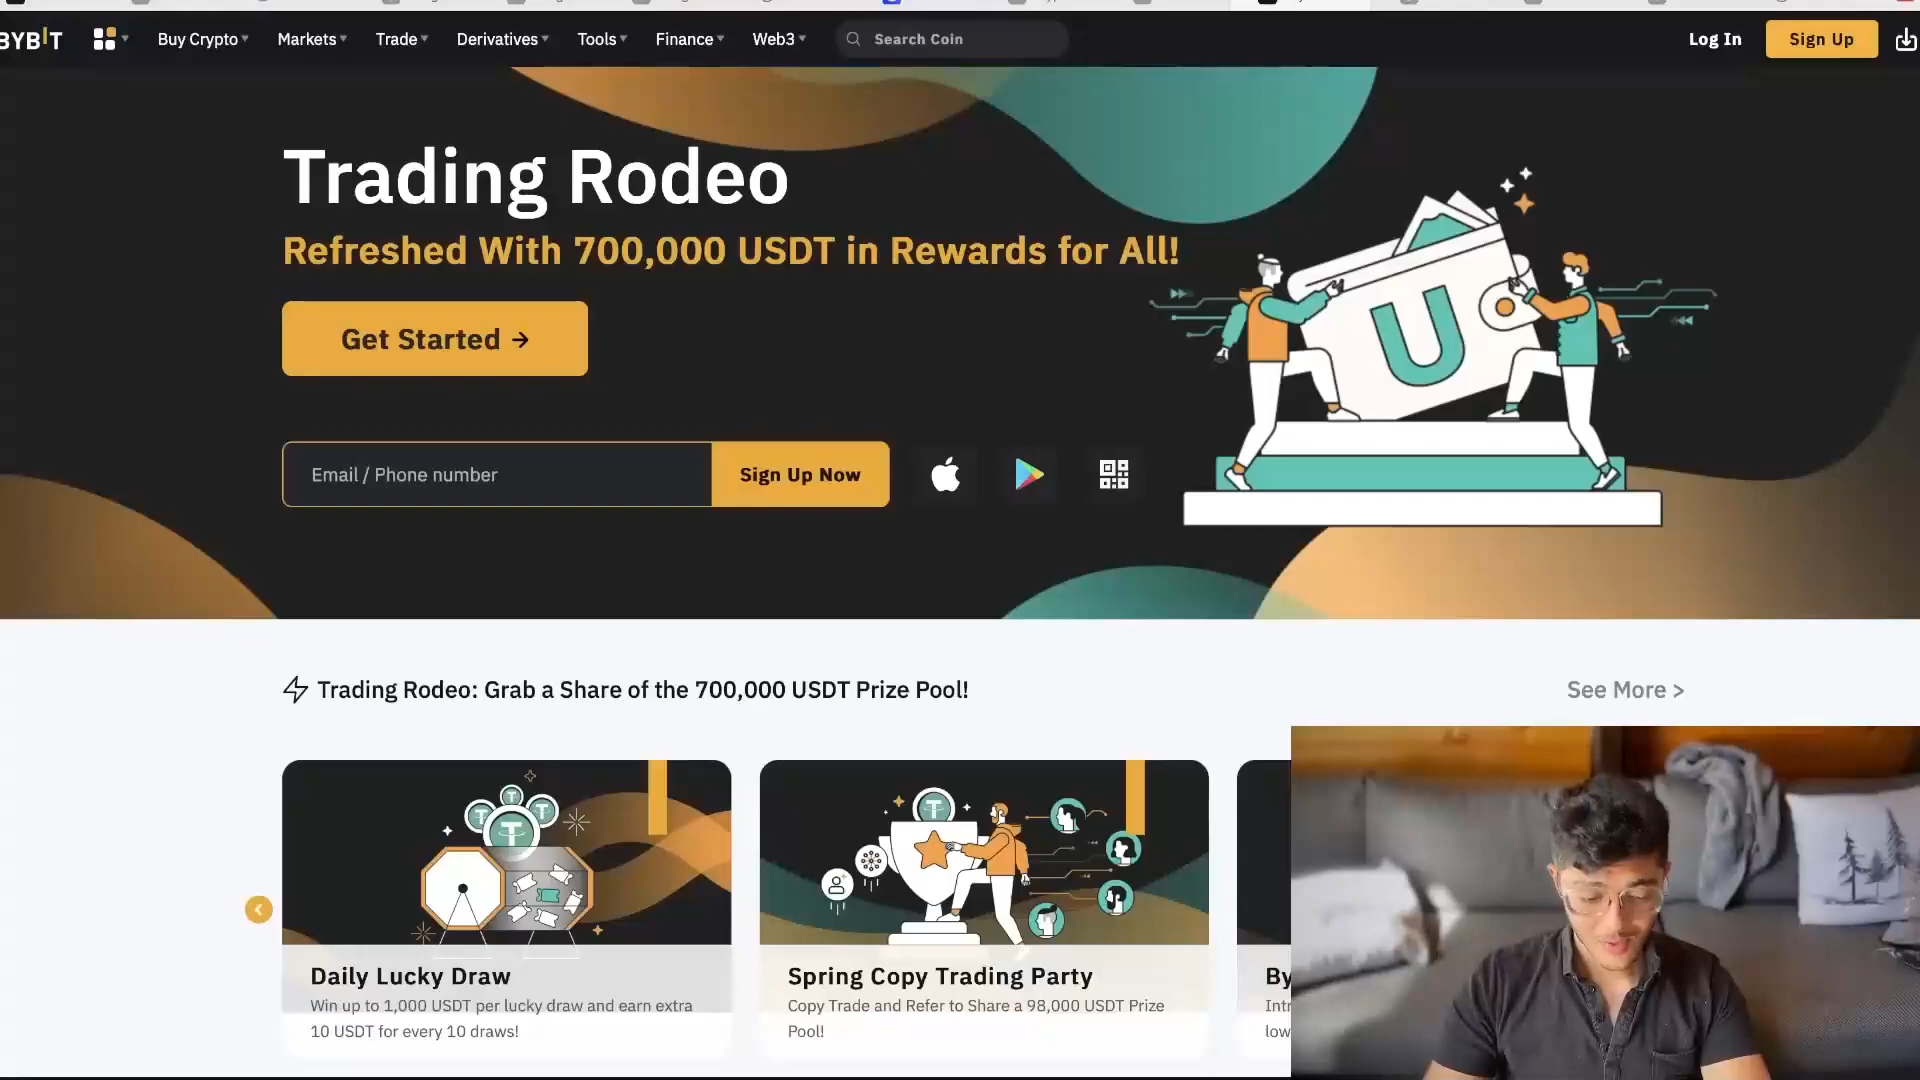 BYBIT
Buy Crypto
Markets
Trade
Derivatives
Tools
Finance
Web3
Search Coin
Log In
Sign Up
Trading Rodeo
Refreshed With 700,000 USDT in Rewards for All!
Get Started →
Email / Phone number
Sign Up Now
U
Trading Rodeo: Grab a Share of the 700,000 USDT Prize Pool!
See More >
Daily Lucky Draw
Win up to 1,000 USDT per lucky draw and earn extra
10 USDT for every 10 draws!
Spring Copy Trading Party
Copy Trade and Refer to Share a 98,000 USDT Prize
Pool!
By
Intr
low